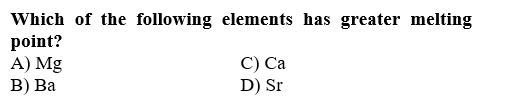 Which of the following elements has greater melting
point?
A) Mg C) Ca
B) Ba D) Sr